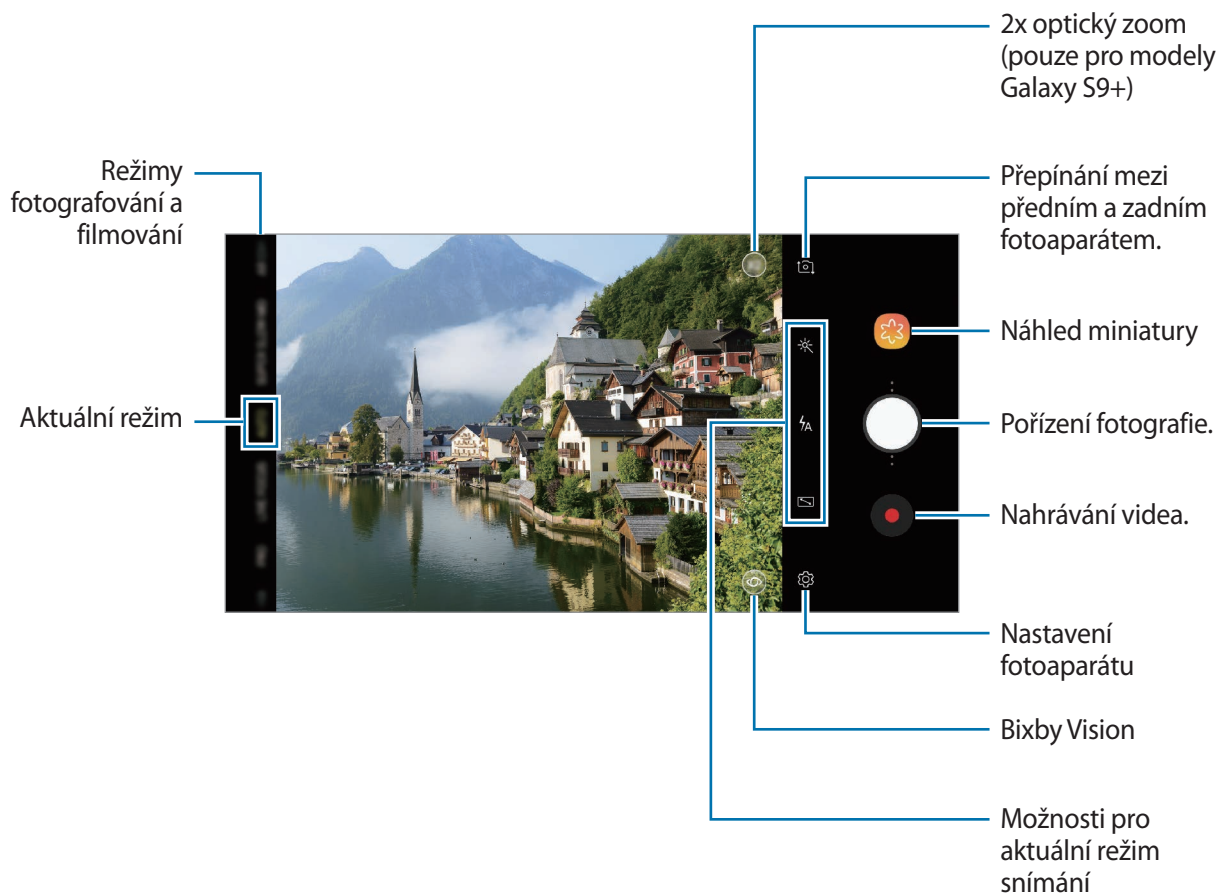 2x optický zoom
(pouze pro modely
Galaxy S9+)
Režimy
fotografování a
filmování
Přepínání mezi
předním a zadním
fotoaparátem.
Náhled miniatury
Aktuální režim
Pořízení fotografie.
Nahrávání videa.
Nastavení
fotoaparátu
Bixby Vision
Možnosti pro
aktuální režim
snímání